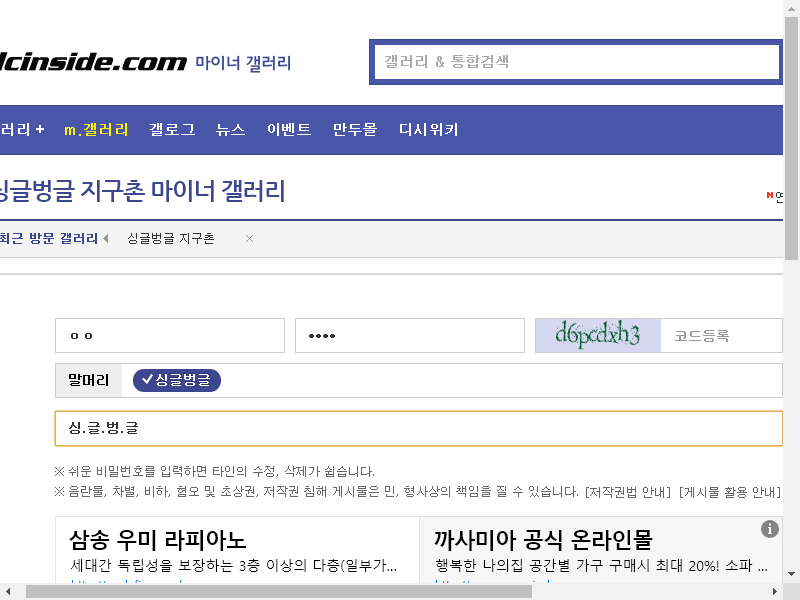 dcinside.com 마이너 갤러리
갤러리 & 통합검색
러리 + m.갤러리 갤로그 뉴스 이벤트 만두몰 디시위키
싱글벙글 지구촌 마이너 갤러리
N 연
최근 방문 갤러리 싱글벙글 지구촌 ×
ㅇㅇ •••• d6pcdxh3 코드등록
말머리 싱글벙글
싱.글.벙.글
※ 쉬운 비밀번호를 입력하면 타인의 수정, 삭제가 쉽습니다.
※ 음란물, 차별, 비하, 혐오 및 초상권, 저작권 침해 게시물은 민, 형사상의 책임을 질 수 있습니다. [저작권법 안내] [게시물 활용 안내]
삼송 우미 라피아노
세대간 독립성을 보장하는 3층 이상의 다층(일부가...
까사미아 공식 온라인몰
행복한 나의집 공간별 가구 구매시 최대 20%! 소파 ...